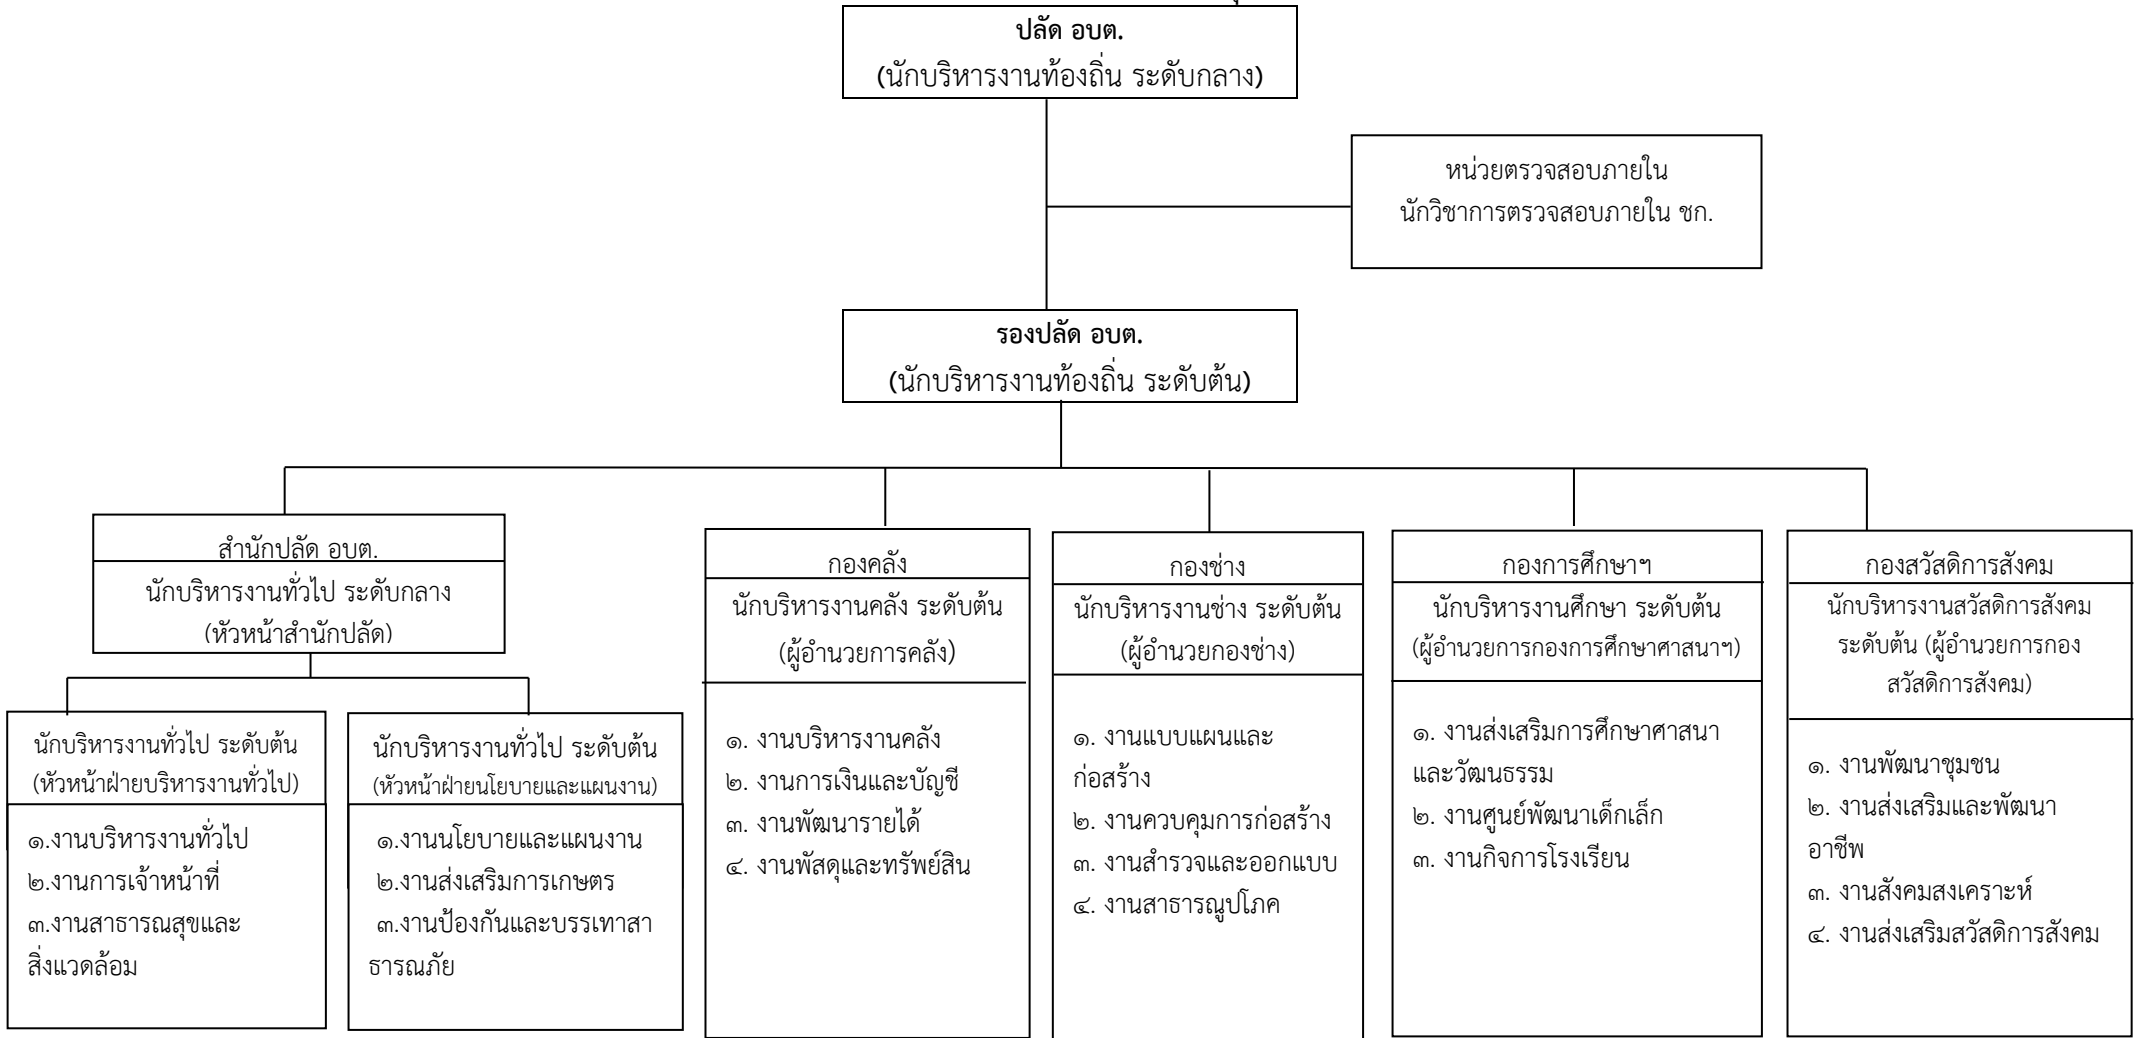 ปลัด อบต.
(นักบริหารงานท้องถิ่น ระดับกลาง)
หน่วยตรวจสอบภายใน
นักวิชาการตรวจสอบภายใน ชก.
รองปลัด อบต.
(นักบริหารงานท้องถิ่น ระดับต้น)
สำนักปลัด อบต.
นักบริหารงานทั่วไป ระดับกลาง
(หัวหน้าสำนักปลัด)
นักบริหารงานทั่วไป ระดับต้น
(หัวหน้าฝ่ายบริหารงานทั่วไป)
๑.งานบริหารงานทั่วไป
๒.งานการเจ้าหน้าที่
๓.งานสาธารณสุขและ
สิ่งแวดล้อม
นักบริหารงานทั่วไป ระดับต้น
(หัวหน้าฝ่ายนโยบายและแผนงาน)
๑.งานนโยบายและแผนงาน
๒.งานส่งเสริมการเกษตร
๓.งานป้องกันและบรรเทาสา
ธารณภัย
กองคลัง
นักบริหารงานคลัง ระดับต้น
(ผู้อำนวยการคลัง)
๑. งานบริหารงานคลัง
๒. งานการเงินและบัญชี
๓. งานพัฒนารายได้
๔. งานพัสดุและทรัพย์สิน
กองช่าง
นักบริหารงานช่าง ระดับต้น
(ผู้อำนวยกองช่าง)
๑. งานแบบแผนและ
ก่อสร้าง
๒. งานควบคุมการก่อสร้าง
๓. งานสำรวจและออกแบบ
๔. งานสาธารณูปโภค
กองการศึกษาฯ
นักบริหารงานศึกษา ระดับต้น
(ผู้อำนวยการกองการศึกษาศาสนาฯ)
๑. งานส่งเสริมการศึกษาศาสนา
และวัฒนธรรม
๒. งานศูนย์พัฒนาเด็กเล็ก
๓. งานกิจการโรงเรียน
กองสวัสดิการสังคม
นักบริหารงานสวัสดิการสังคม
ระดับต้น (ผู้อำนวยการกอง
สวัสดิการสังคม)
๑. งานพัฒนาชุมชน
๒. งานส่งเสริมและพัฒนา
อาชีพ
๓. งานสังคมสงเคราะห์
๔. งานส่งเสริมสวัสดิการสังคม